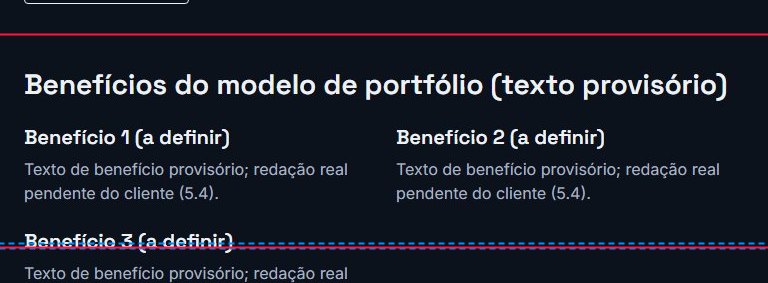 Benefícios do modelo de portfólio (texto provisório)
Benefício 1 (a definir)
Texto de benefício provisório; redação real
pendente do cliente (5.4).
Benefício 2 (a definir)
Texto de benefício provisório; redação real
pendente do cliente (5.4).
Benefício 3 (a definir)
Texto de benefício provisório; redação real